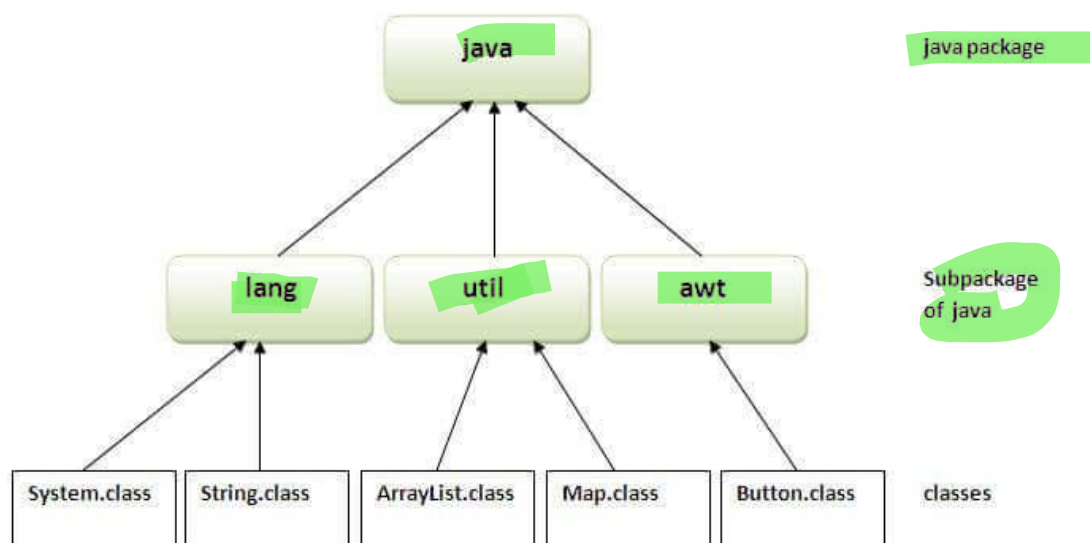 java
java package
lang
util
awt
Subpackage
of java
System.class
String.class
ArrayList.class
Map.class
Button.class
classes